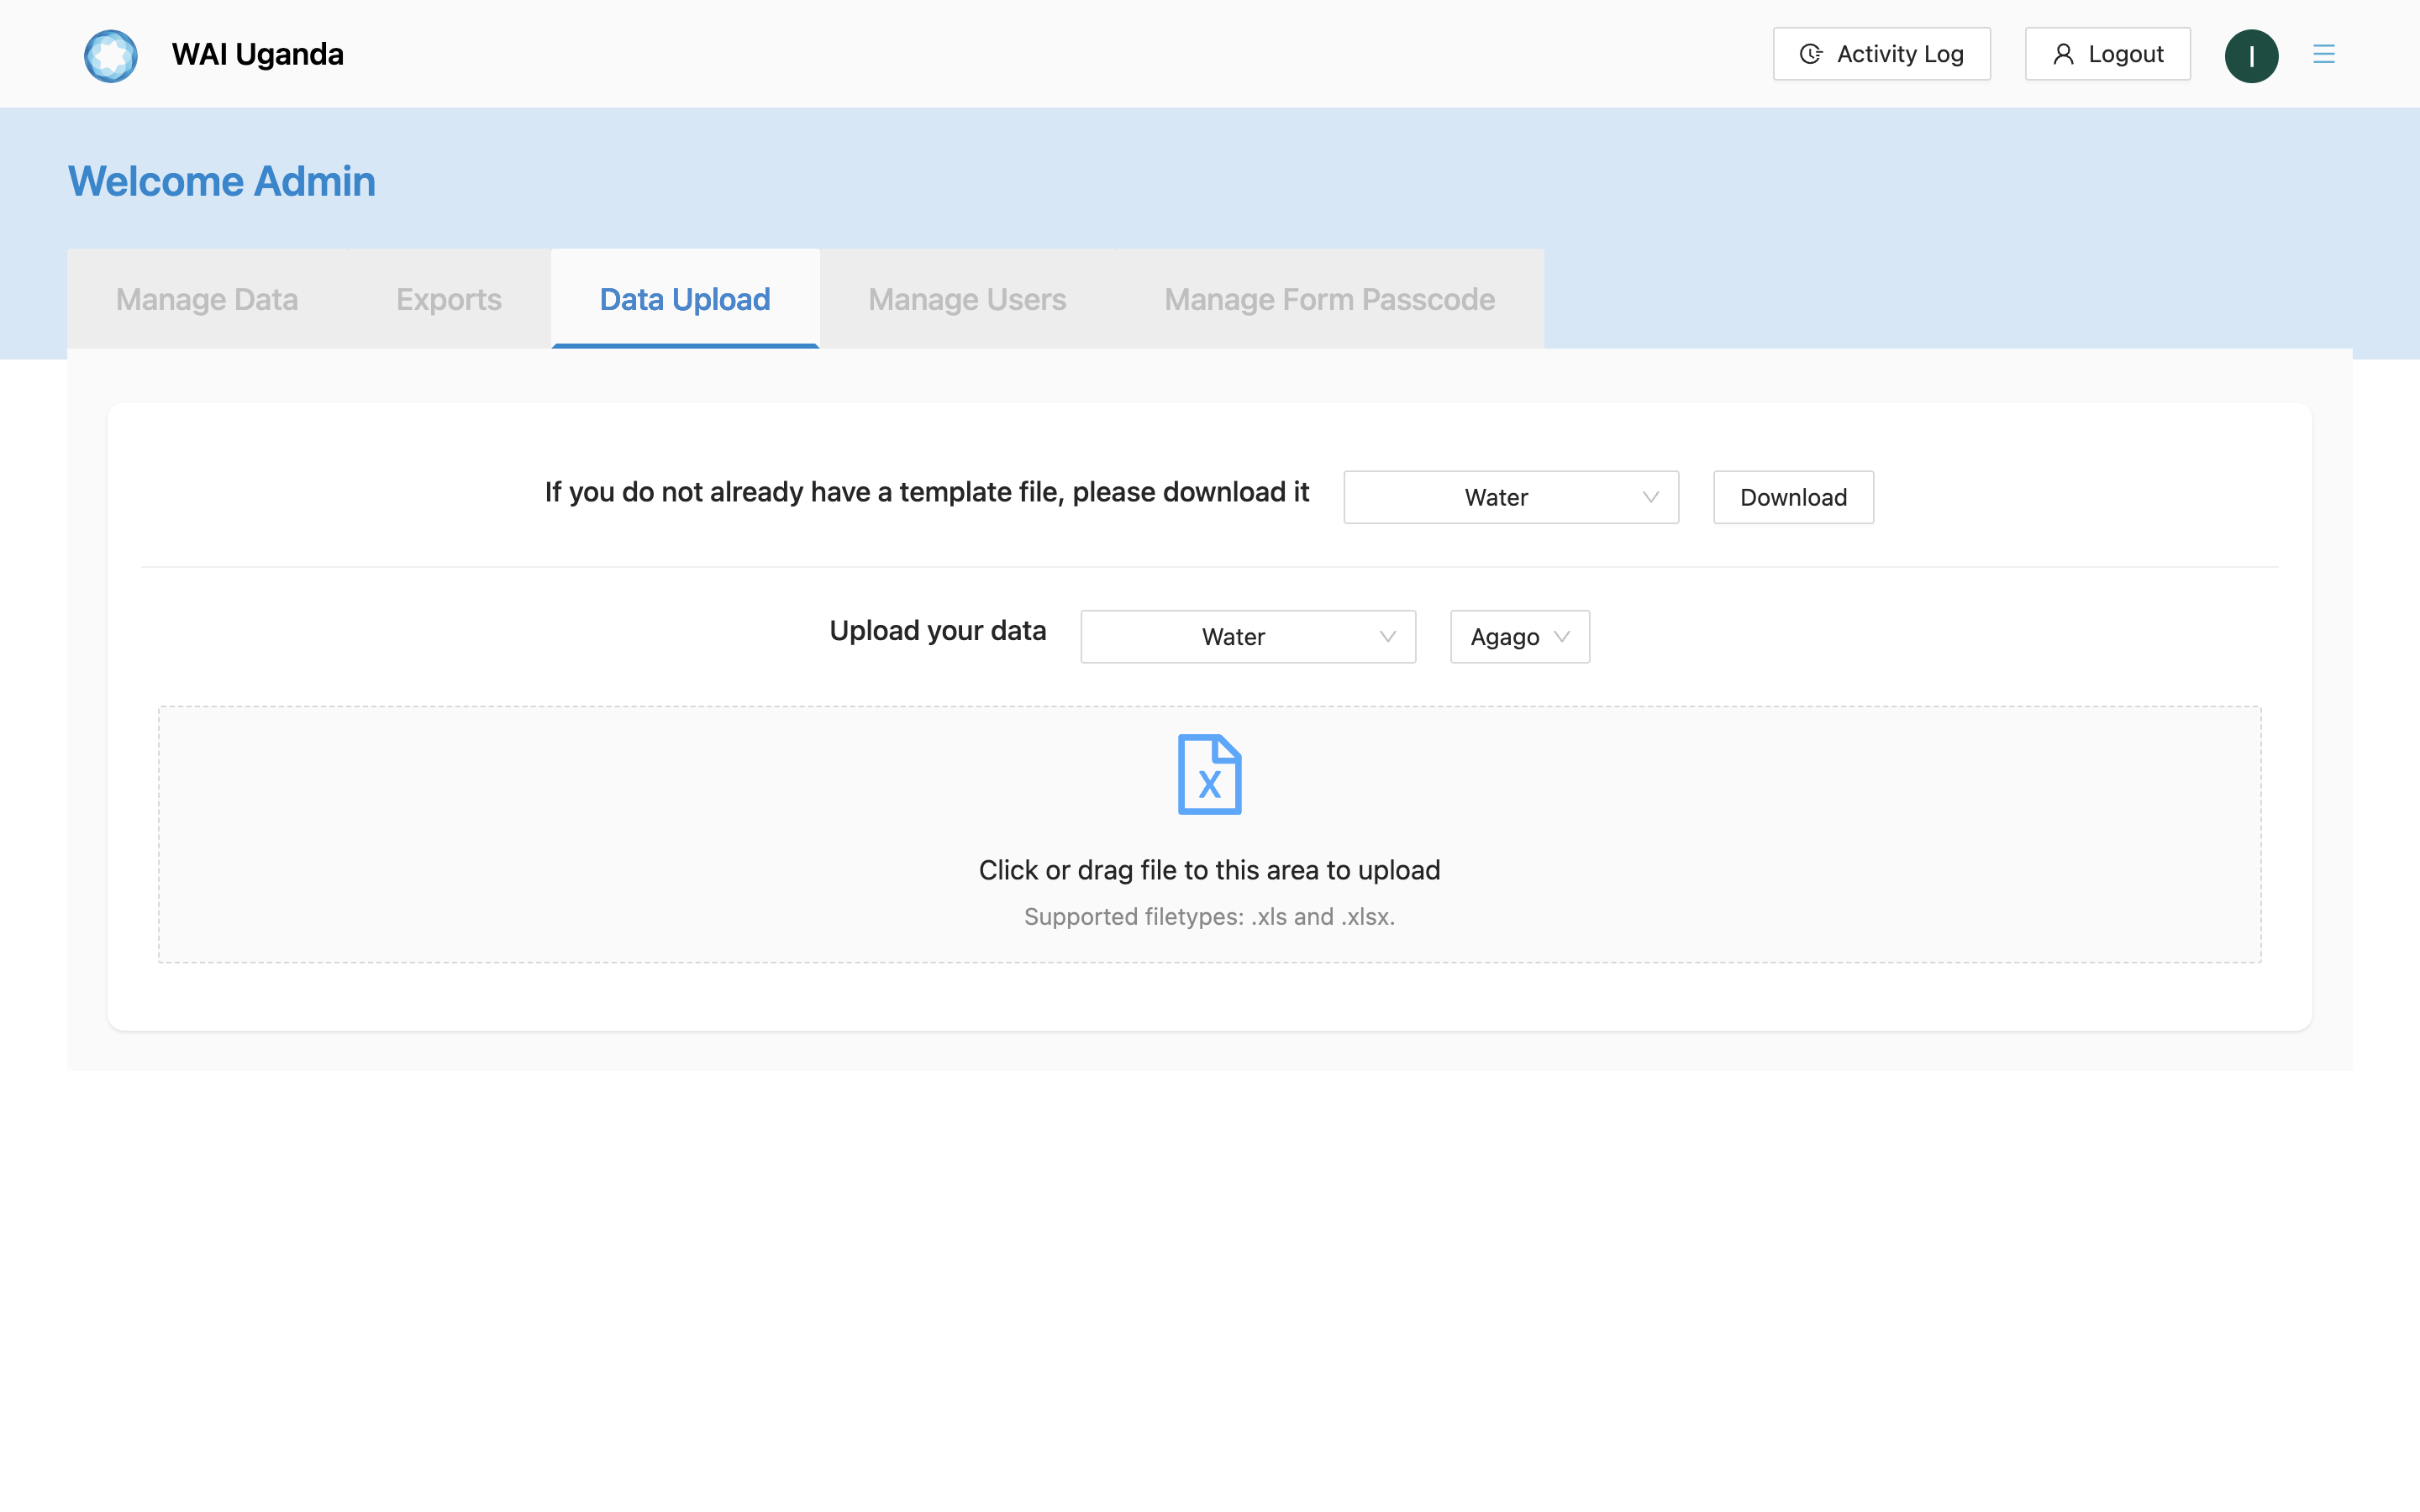 WAI Uganda
Activity Log
Logout
I
Welcome Admin
Manage Data
Exports
Data Upload
Manage Users
Manage Form Passcode
If you do not already have a template file, please download it
Water
Download
Upload your data
Water
Agago
X
Click or drag file to this area to upload
Supported filetypes: .xls and .xlsx.